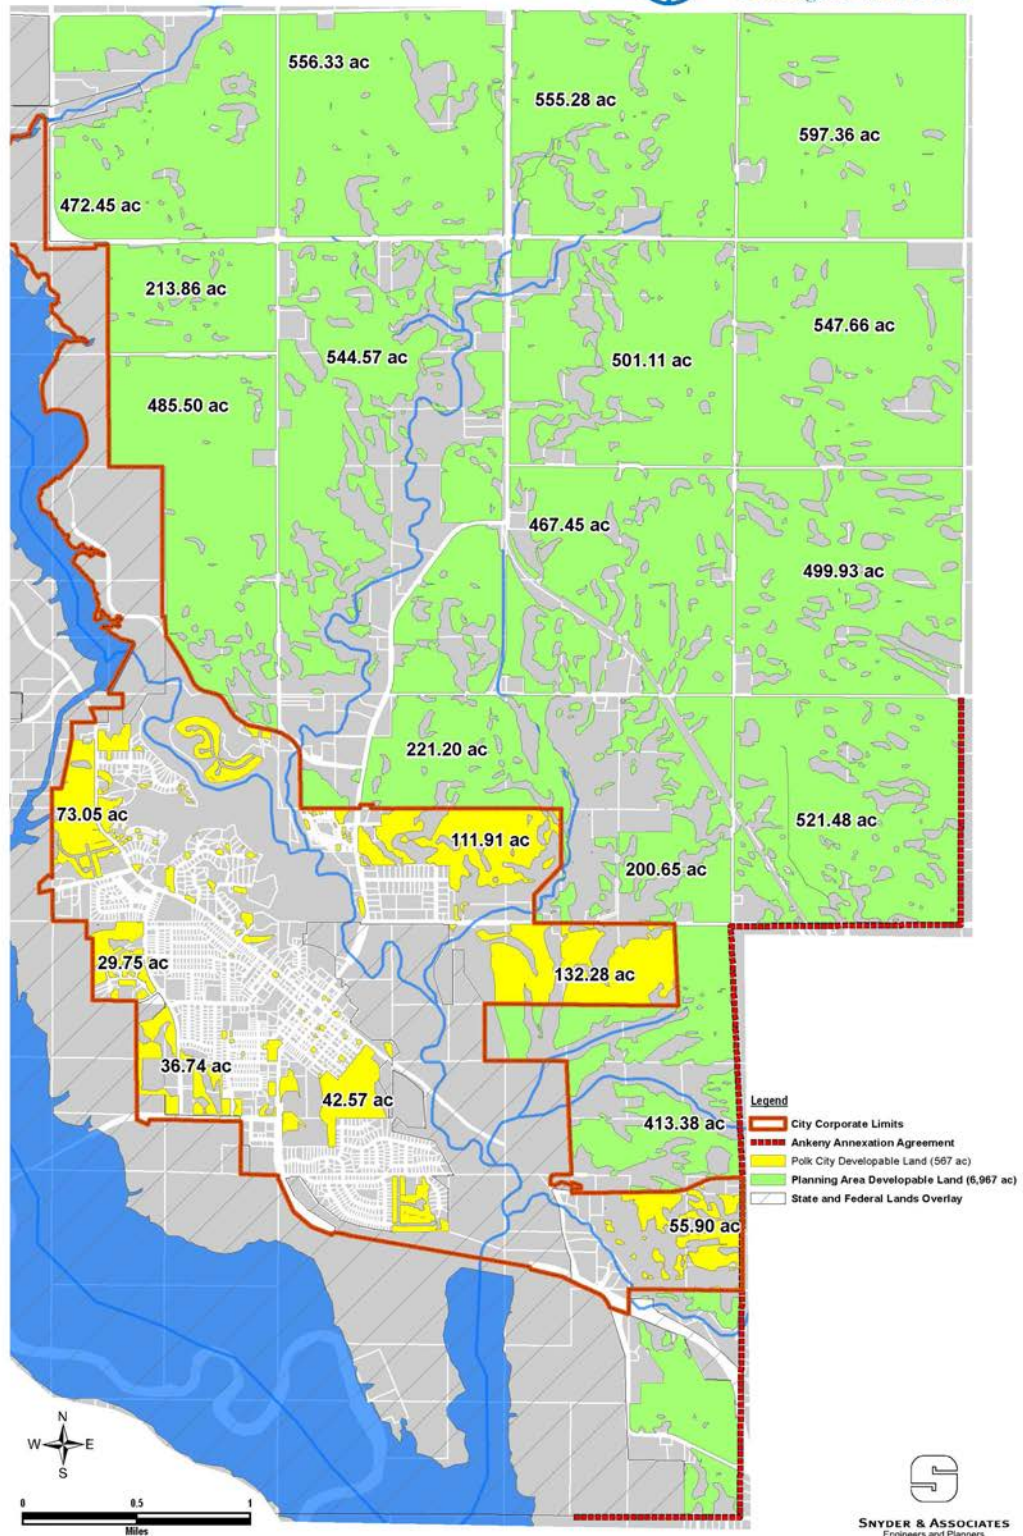 556.33 ac
555.28 ac
597.36 ac
472.45 ac
213.86 ac
547.66 ac
544.57 ac
501.11 ac
485.50 ac
467.45 ac
499.93 ac
221.20 ac
73.05 ac
111.91 ac
521.48 ac
200.65 ac
29.75 ac
132.28 ac
36.74 ac
42.57 ac
413.38 ac
55.90 ac
Legend
City Corporate Limits
Ankeny Annexation Agreement
Polk City Developable Land (567 ac)
Planning Area Developable Land (6,967 ac)
State and Federal Lands Overlay
N
W E
S
0 0.5 1
Miles
S
SNYDER & ASSOCIATES
Engineers and Planners